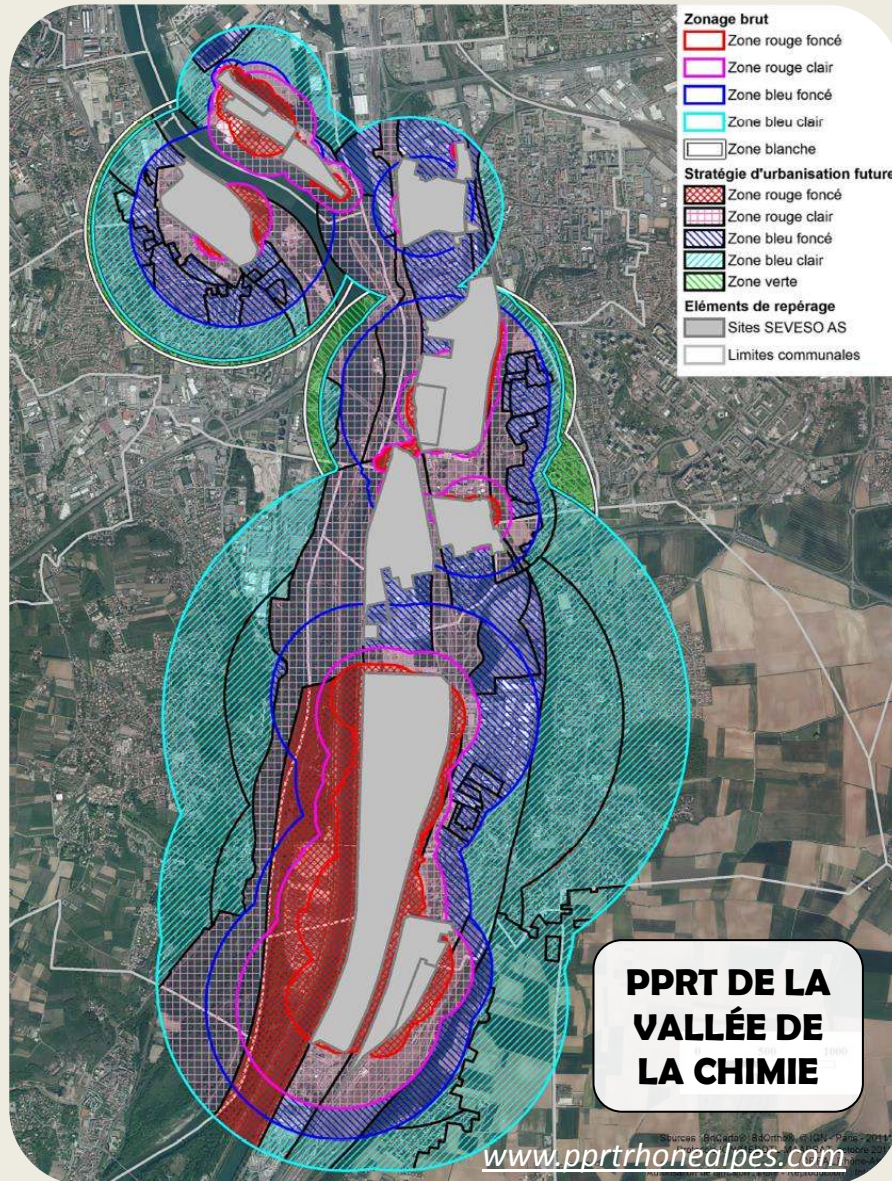 Zonage brut
Zone rouge foncé
Zone rouge clair
Zone bleu foncé
Zone bleu clair
Zone blanche
Stratégie d'urbanisation future
Zone rouge foncé
Zone rouge clair
Zone bleu foncé
Zone bleu clair
Zone verte
Eléments de repérage
Sites SEVESO AS
Limites communales
PPRT DE LA
VALLÉE DE
LA CHIMIE
www.pprtrhonealpes.com